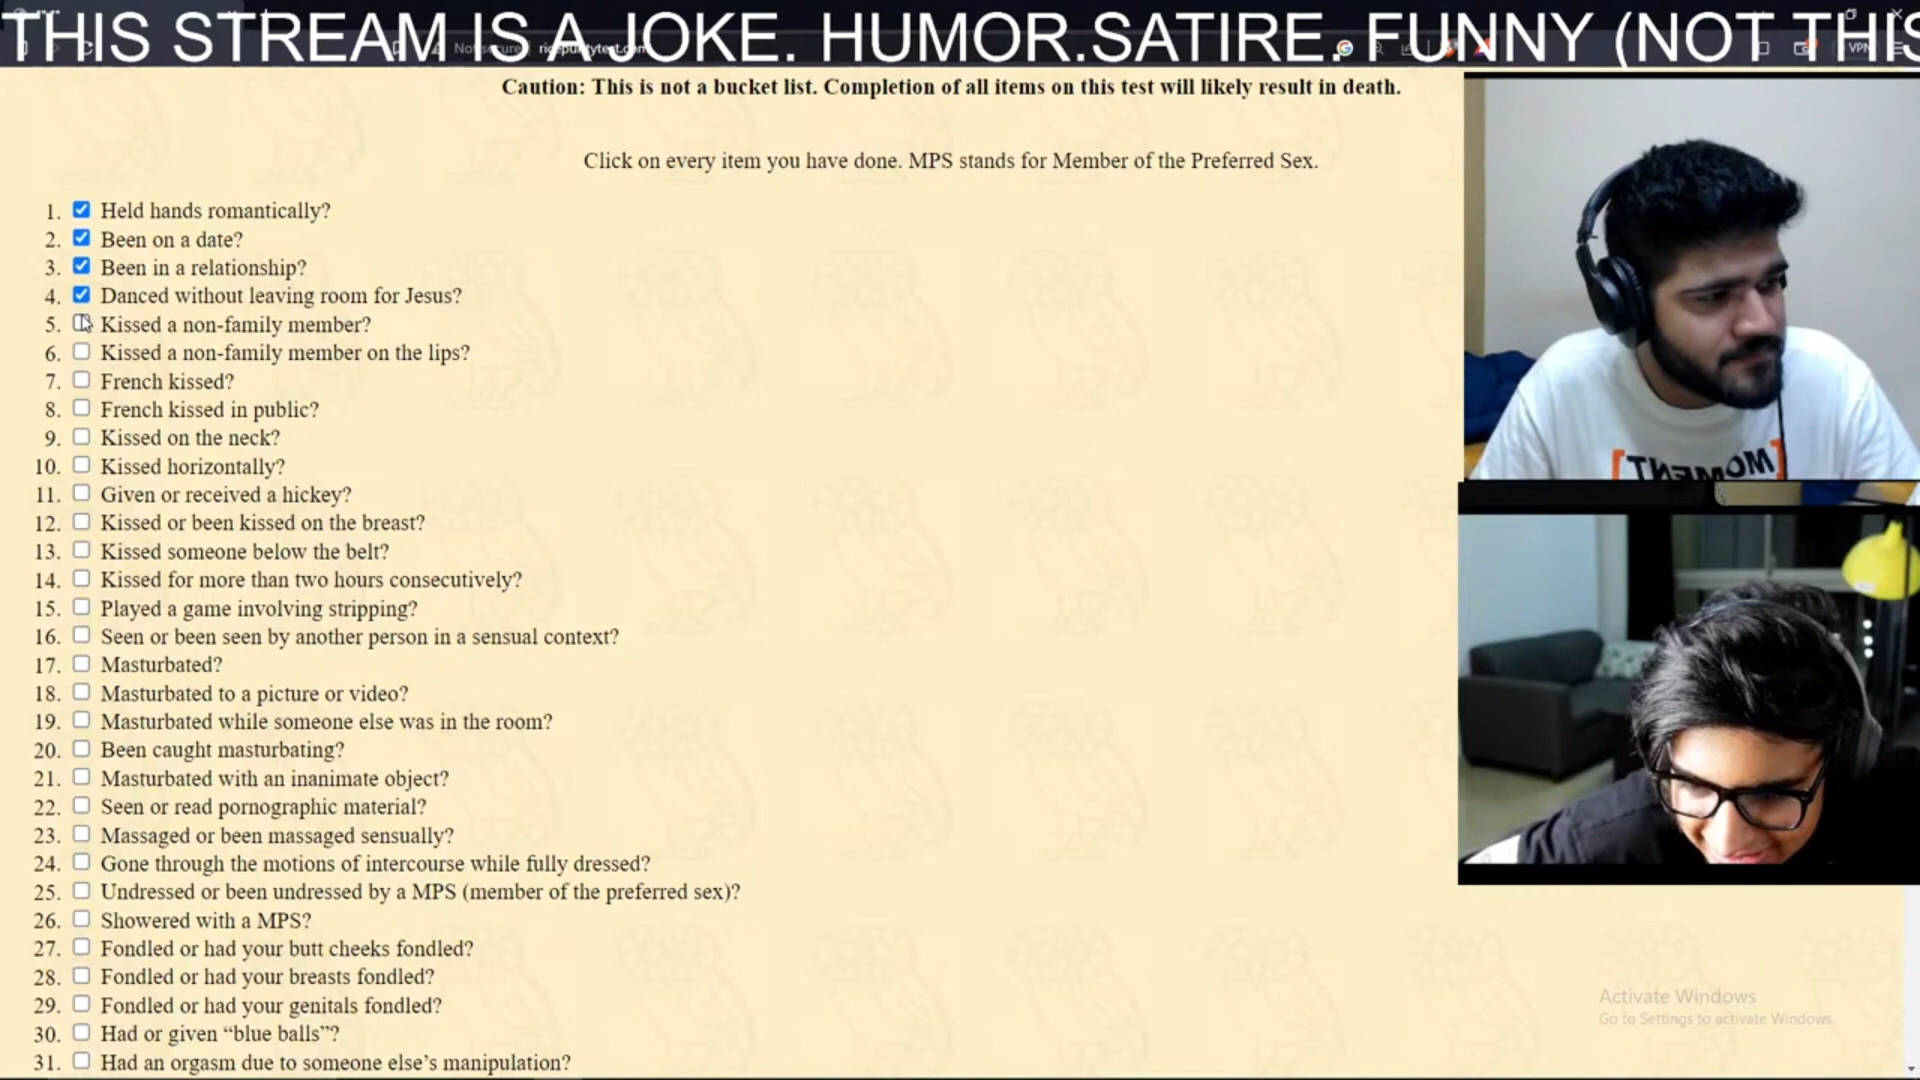 THIS STREAM IS A JOKE. HUMOR.SATIRE. FUNNY (NOT THIS
Not secure ricepuritytest.com
VPN
Caution: This is not a bucket list. Completion of all items on this test will likely result in death.
Click on every item you have done. MPS stands for Member of the Preferred Sex.
1. Held hands romantically?
2. Been on a date?
3. Been in a relationship?
4. Danced without leaving room for Jesus?
5. Kissed a non-family member?
6. Kissed a non-family member on the lips?
7. French kissed?
8. French kissed in public?
9. Kissed on the neck?
10. Kissed horizontally?
11. Given or received a hickey?
12. Kissed or been kissed on the breast?
13. Kissed someone below the belt?
14. Kissed for more than two hours consecutively?
15. Played a game involving stripping?
16. Seen or been seen by another person in a sensual context?
17. Masturbated?
18. Masturbated to a picture or video?
19. Masturbated while someone else was in the room?
20. Been caught masturbating?
21. Masturbated with an inanimate object?
22. Seen or read pornographic material?
23. Massaged or been massaged sensually?
24. Gone through the motions of intercourse while fully dressed?
25. Undressed or been undressed by a MPS (member of the preferred sex)?
26. Showered with a MPS?
27. Fondled or had your butt cheeks fondled?
28. Fondled or had your breasts fondled?
29. Fondled or had your genitals fondled?
30. Had or given “blue balls”?
31. Had an orgasm due to someone else’s manipulation?
[MOMENT]
Activate Windows
Go to Settings to activate Windows.